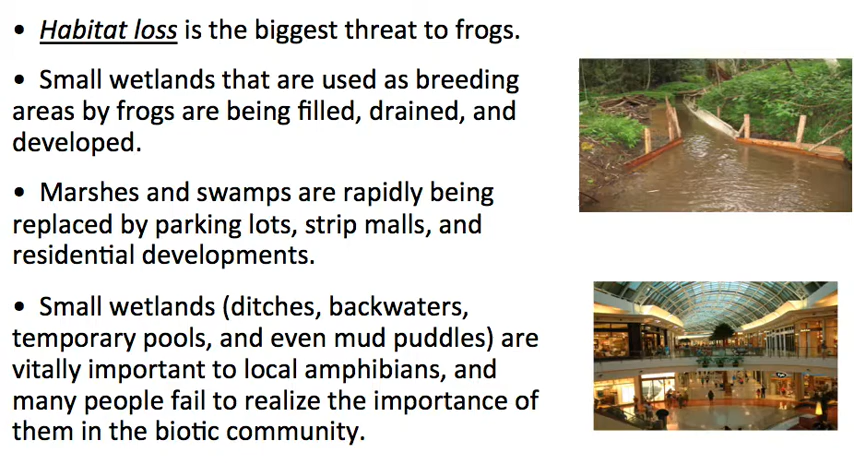 • Habitat loss is the biggest threat to frogs.
• Small wetlands that are used as breeding
areas by frogs are being filled, drained, and
developed.
• Marshes and swamps are rapidly being
replaced by parking lots, strip malls, and
residential developments.
• Small wetlands (ditches, backwaters,
temporary pools, and even mud puddles) are
vitally important to local amphibians, and
many people fail to realize the importance of
them in the biotic community.